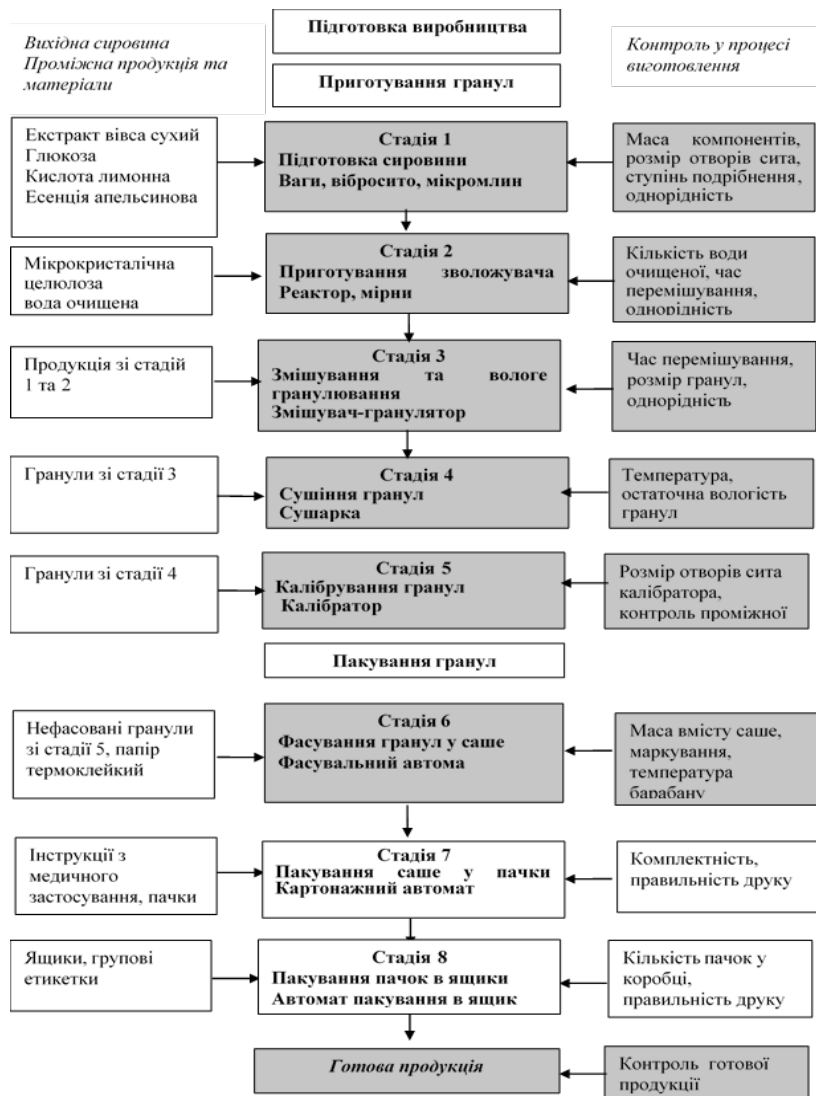 Підготовка виробництва
Вихідна сировина
Проміжна продукція та
матеріали
Контроль у процесі
виготовлення
Приготування гранул
Екстракт вівса сухий
Глюкоза
Кислота лимонна
Есенція апельсинова
Стадія 1
Підготовка сировини
Ваги, вібросито, мікромлин
Маса компонентів,
розмір отворів сита,
ступінь подрібнення,
однорідність
Мікрокристалічна
целюлоза
вода очищена
Стадія 2
Приготування зволожувача
Реактор, мірни
Кількість води
очищеної, час
перемішування,
однорідність
Продукція зі стадій
1 та 2
Стадія 3
Змішування та вологе
гранулювання
Змішувач-гранулятор
Час перемішування,
розмір гранул,
однорідність
Гранули зі стадії 3
Стадія 4
Сушіння гранул
Сушарка
Температура,
остаточна вологість
гранул
Гранули зі стадії 4
Стадія 5
Калібрування гранул
Калібратор
Розмір отворів сита
калібратора,
контроль проміжної
Пакування гранул
Нефасовані гранули
зі стадії 5, папір
термоклейкий
Стадія 6
Фасування гранул у саше
Фасувальний автома
Маса вмісту саше,
маркування,
температура
барабану
Інструкції з
медичного
застосування, пачки
Стадія 7
Пакування саше у пачки
Картонажний автомат
Комплектність,
правильність друку
Ящики, групові
етикетки
Стадія 8
Пакування пачок в ящики
Автомат пакування в ящик
Кількість пачок у
коробці,
правильність друку
Готова продукція
Контроль готової
продукції